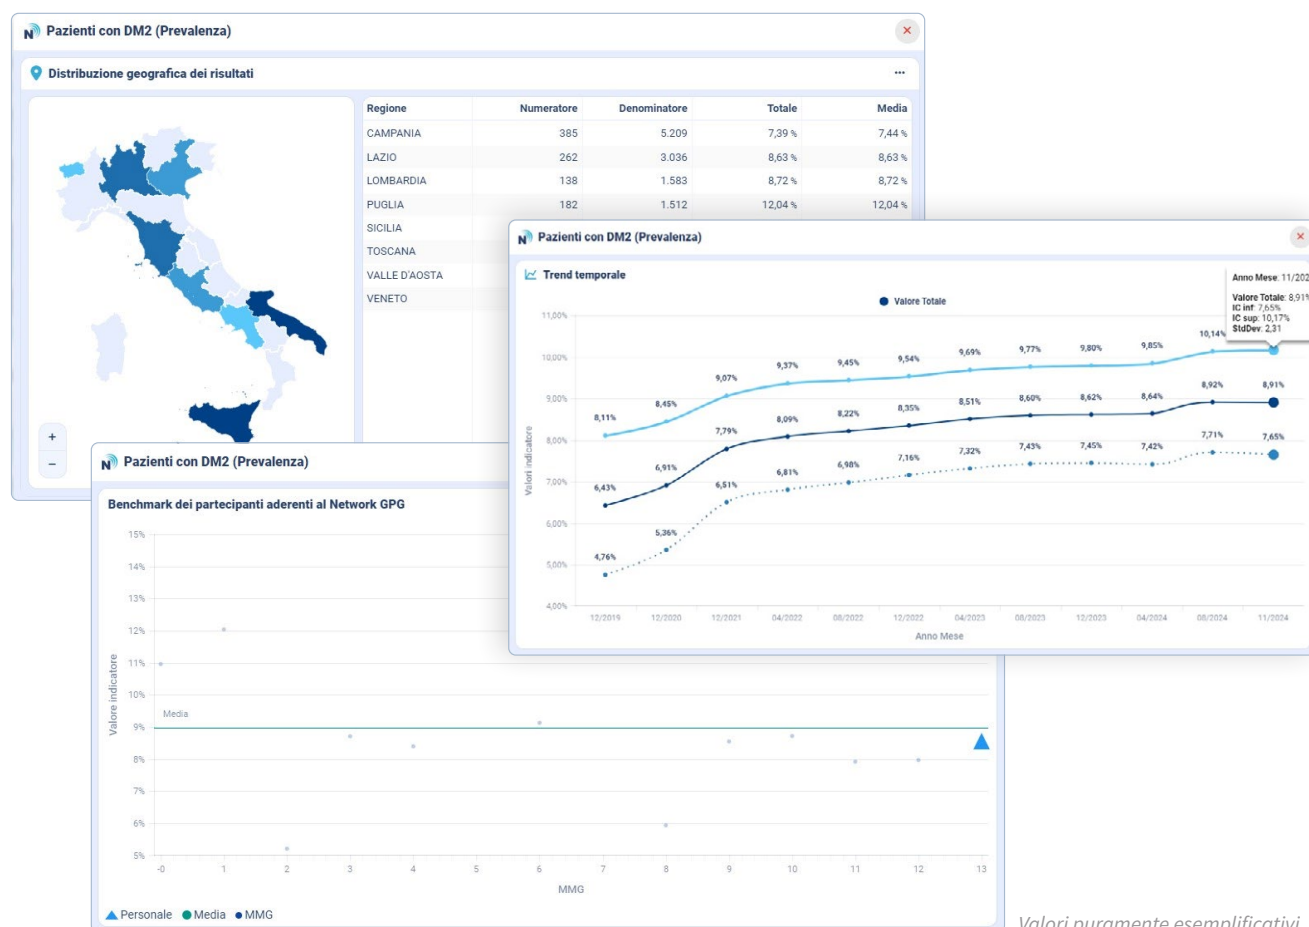 N Pazienti con DM2 (Prevalenza)
Distribuzione geografica dei risultati
Regione Numeratore Denominatore Totale Media
CAMPANIA 385 5.209 7,39 % 7,44 %
LAZIO 262 3.036 8,63 % 8,63 %
LOMBARDIA 138 1.583 8,72 % 8,72 %
PUGLIA 182 1.512 12,04 % 12,04 %
SICILIA
TOSCANA
VALLE D'AOSTA
VENETO
+
−
N Pazienti con DM2 (Prevalenza)
Trend temporale
Valore Totale
Anno Mese: 11/202
Valore Totale: 8,91%
IC inf: 7,65%
IC sup: 10,17%
StdDev: 2,31
11,00%
10,00%
9,00%
8,00%
7,00%
6,00%
5,00%
4,00%
Valori indicatore
8,11% 8,45% 9,07% 9,37% 9,45% 9,54% 9,69% 9,77% 9,80% 9,85% 10,14%
6,43% 6,91% 7,79% 8,09% 8,22% 8,35% 8,51% 8,60% 8,62% 8,64% 8,92% 8,91%
4,76% 5,36% 6,51% 6,81% 6,98% 7,16% 7,32% 7,43% 7,45% 7,42% 7,71% 7,65%
12/2019 12/2020 12/2021 04/2022 08/2022 12/2022 04/2023 08/2023 12/2023 04/2024 08/2024 11/2024
Anno Mese
N Pazienti con DM2 (Prevalenza)
Benchmark dei partecipanti aderenti al Network GPG
15%
14%
13%
12%
11%
10%
9%
8%
7%
6%
5%
Valore indicatore
Media
-0 1 2 3 4 5 6 7 8 9 10 11 12 13
MMG
Personale Media MMG
Valori puramente esemplificativi